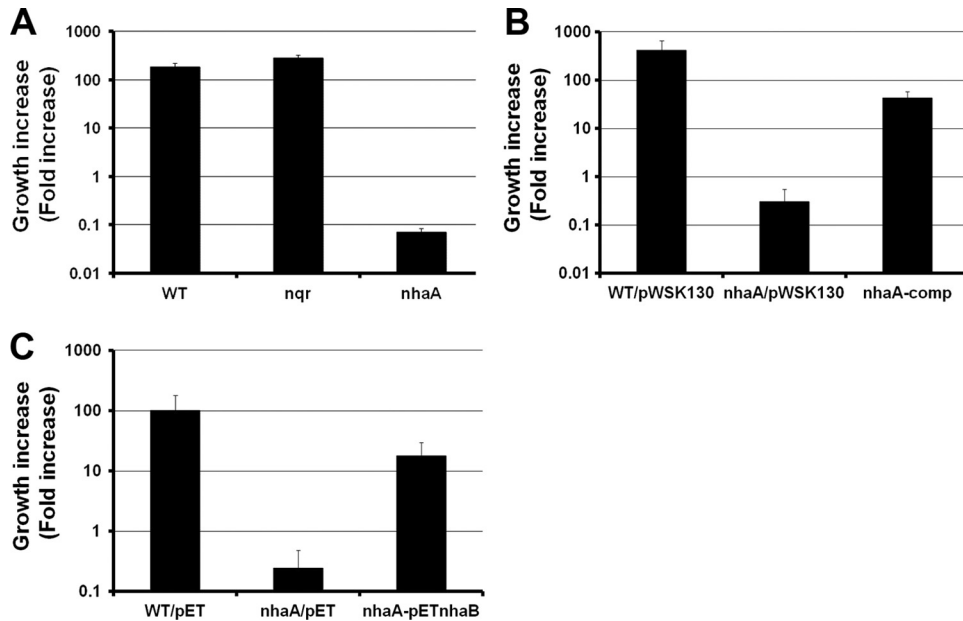 A
Growth increase
(Fold increase)
1000
100
10
1
0.1
0.01
WT nqr nhaA
B
Growth increase
(Fold increase)
1000
100
10
1
0.1
0.01
WT/pWSK130 nhaA/pWSK130 nhaA-comp
C
Growth increase
(Fold increase)
1000
100
10
1
0.1
WT/pET nhaA/pET nhaA-pETnhaB